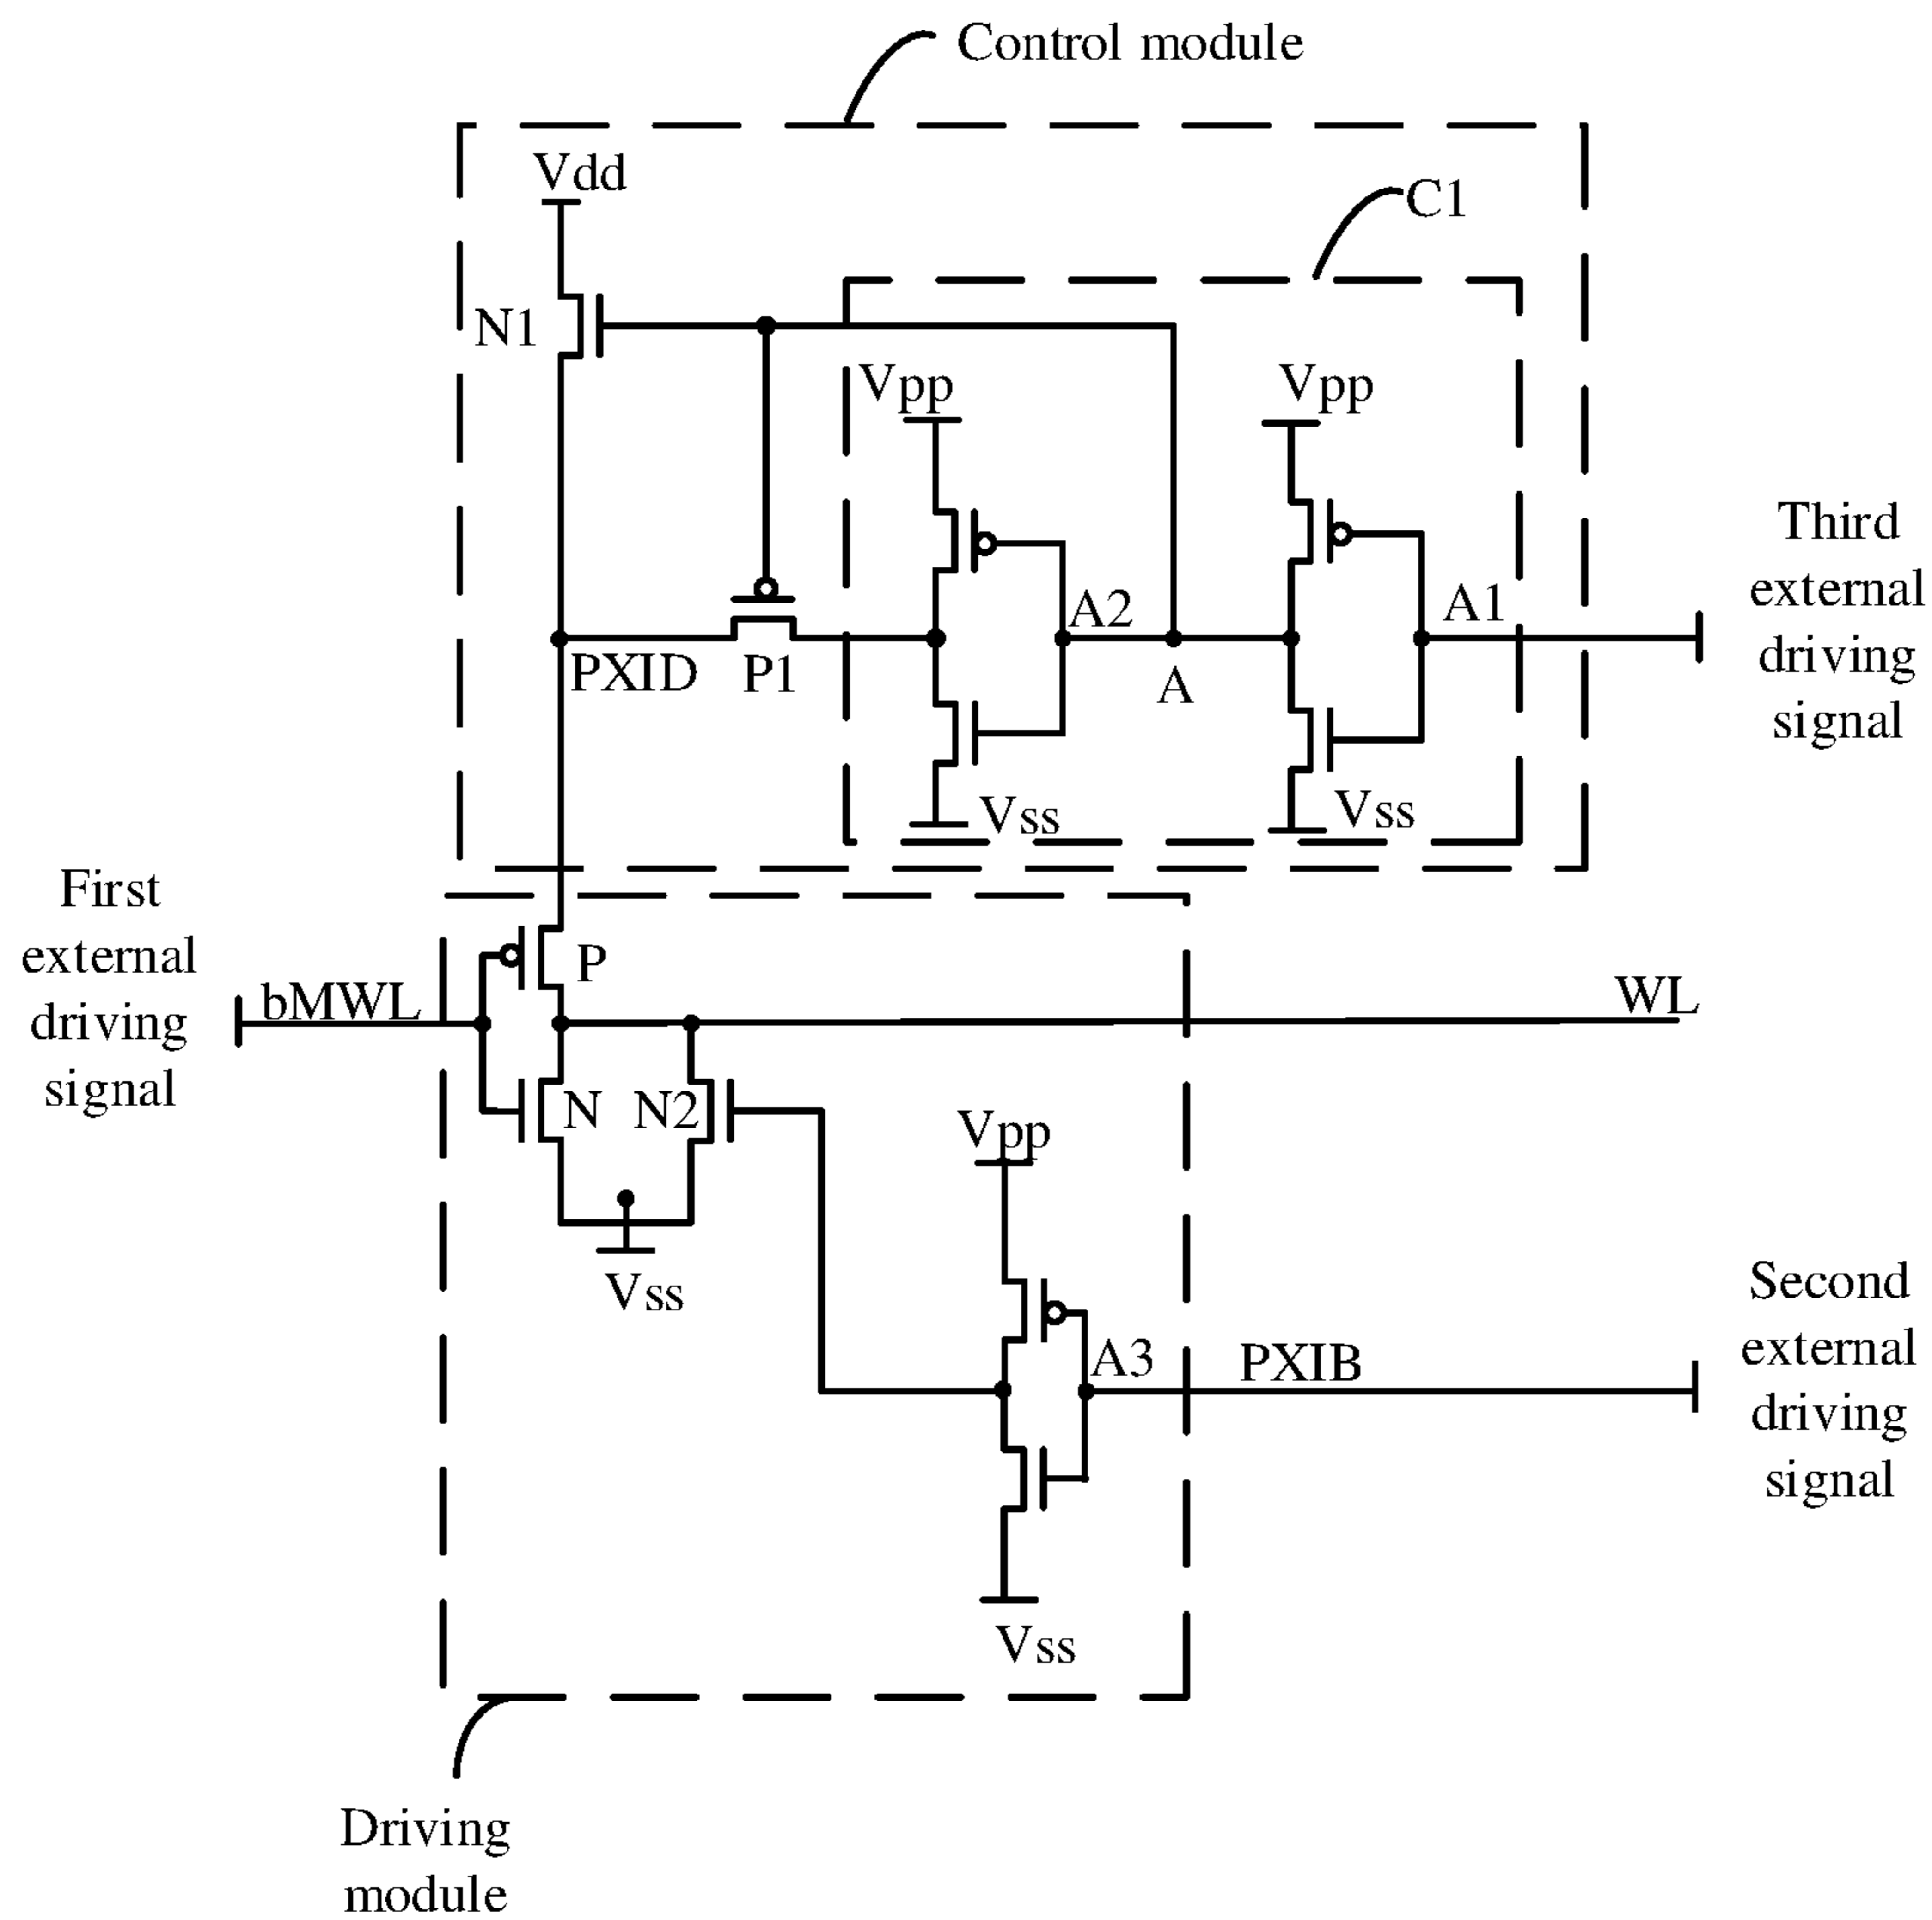 Control module
Vdd
C1
N1
Vpp
Vpp
Third
external
driving
signal
A2
A1
PXID
P1
A
Vss
Vss
First
external
driving
signal
P
bMWL
WL
N
N2
Vpp
Vss
Second
external
driving
signal
A3
PXIB
Vss
Driving
module